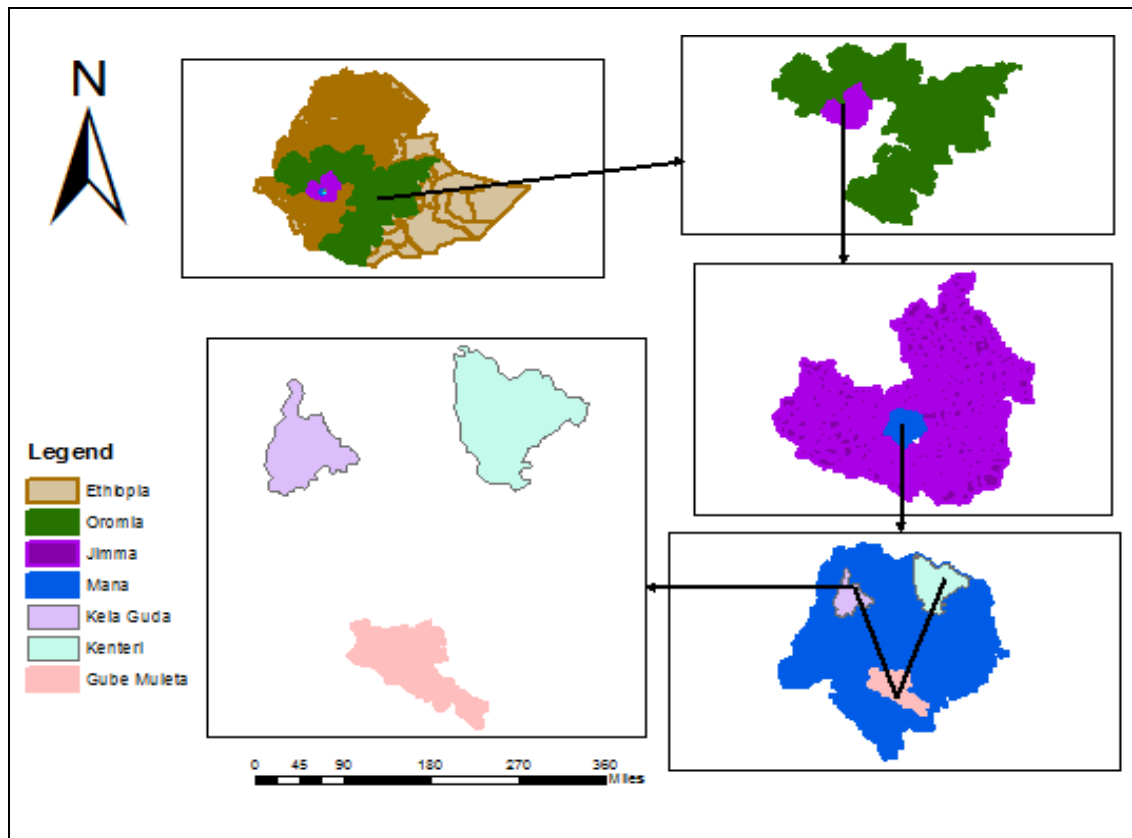 N
Legend
Ethiopia
Oromia
Jimma
Mana
Kela Guda
Kenteri
Gube Muleta
0 45 90 180 270 360
Miles